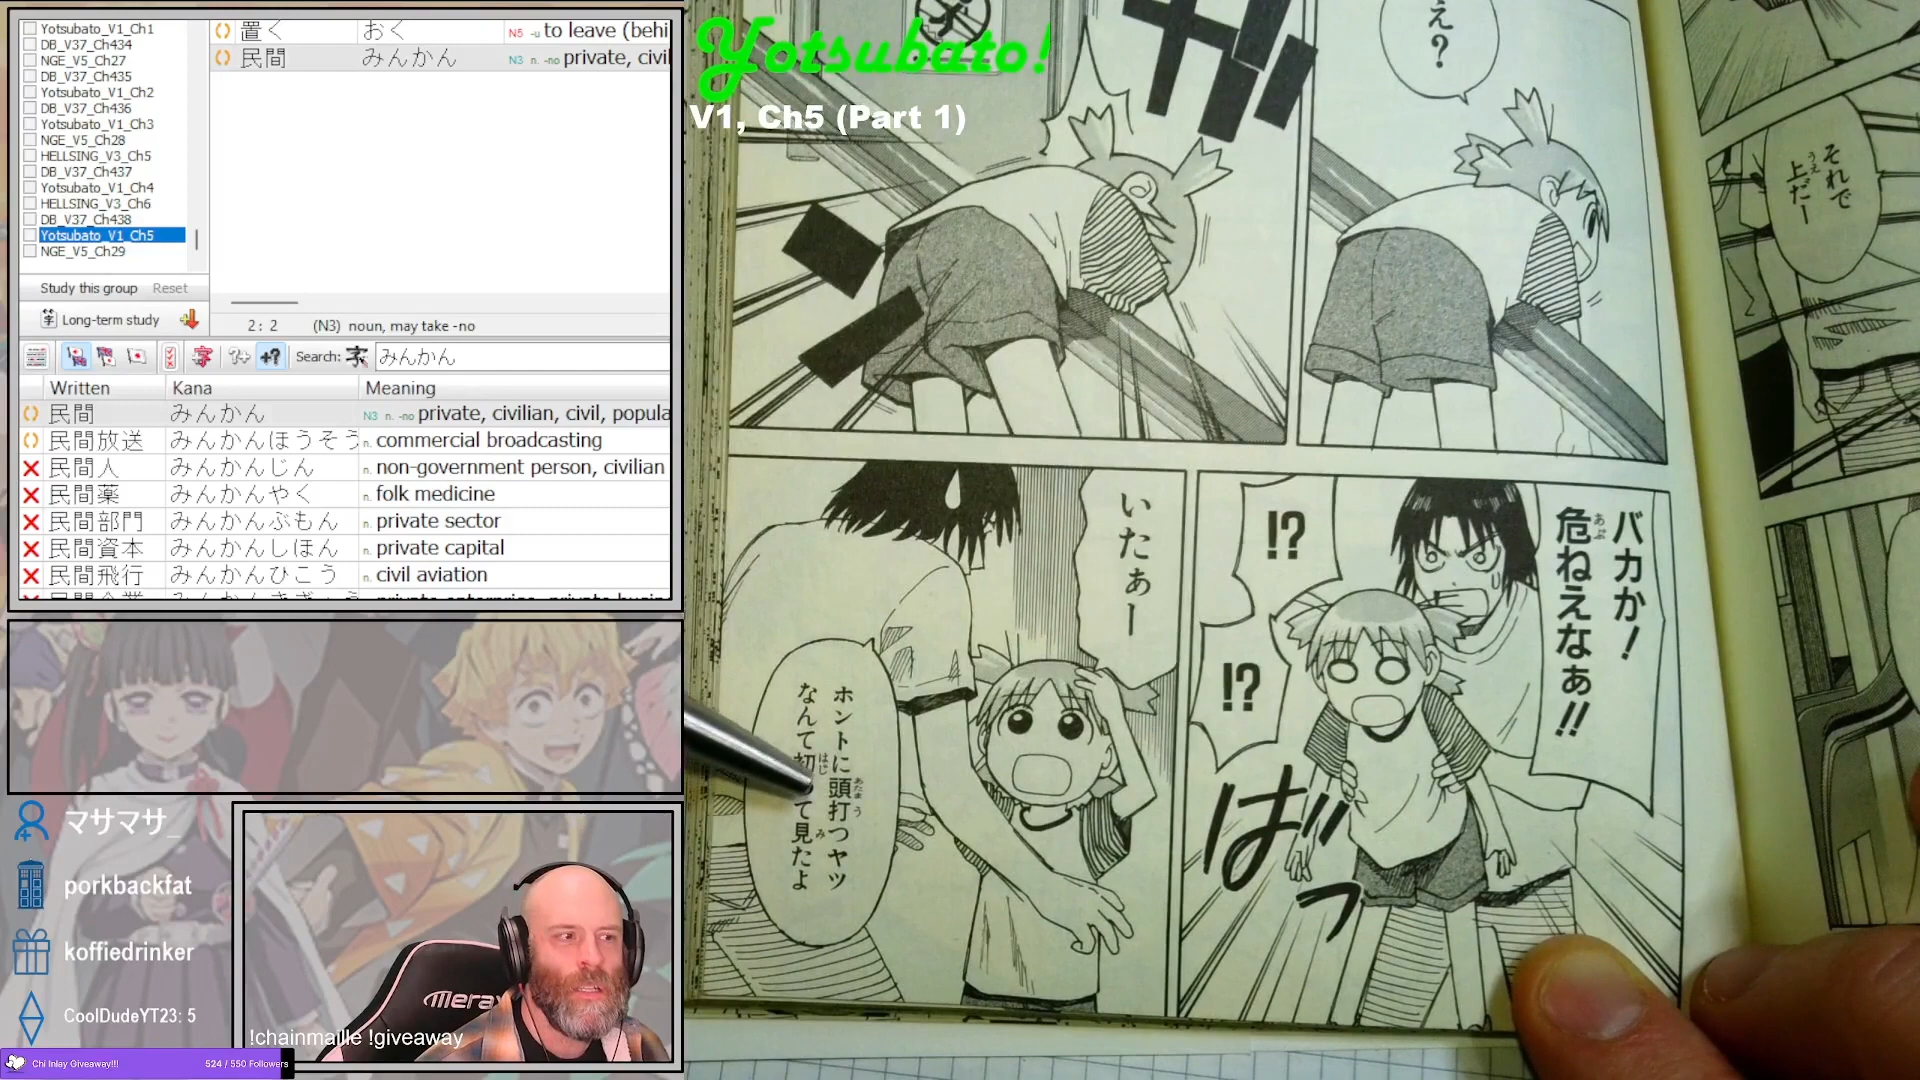 Yotsubato_V1_Ch1
DB_V37_Ch434
NGE_V5_Ch27
DB_V37_Ch435
Yotsubato_V1_Ch2
DB_V37_Ch436
Yotsubato_V1_Ch3
NGE_V5_Ch28
HELLSING_V3_Ch5
DB_V37_Ch437
Yotsubato_V1_Ch4
HELLSING_V3_Ch6
DB_V37_Ch438
Yotsubato_V1_Ch5
NGE_V5_Ch29
Study this group Reset
Long-term study
置く おく N5 -u to leave (behi
民間 みんかん N3 n. -no private, civil
2: 2 (N3) noun, may take -no
Search: みんかん
Written Kana Meaning
民間 みんかん N3 n. -no private, civilian, civil, popula
民間放送 みんかんほうそう n. commercial broadcasting
民間人 みんかんじん n. non-government person, civilian
民間薬 みんかんやく n. folk medicine
民間部門 みんかんぶもん n. private sector
民間資本 みんかんしほん n. private capital
民間飛行 みんかんひこう n. civil aviation
マサマサ_
porkbackfat
koffiedrinker
CoolDudeYT23: 5
Chi Inlay Giveaway!!! 524 / 550 Followers
!chainmaille !giveaway
Yotsubato!
V1, Ch5 (Part 1)
え?
ガ!!
バカか!
危ねえなぁ!!
!?
!?
ばっ
いたぁー
ホントに頭打つヤツ
なんて初
て見たよ
それで
上だー